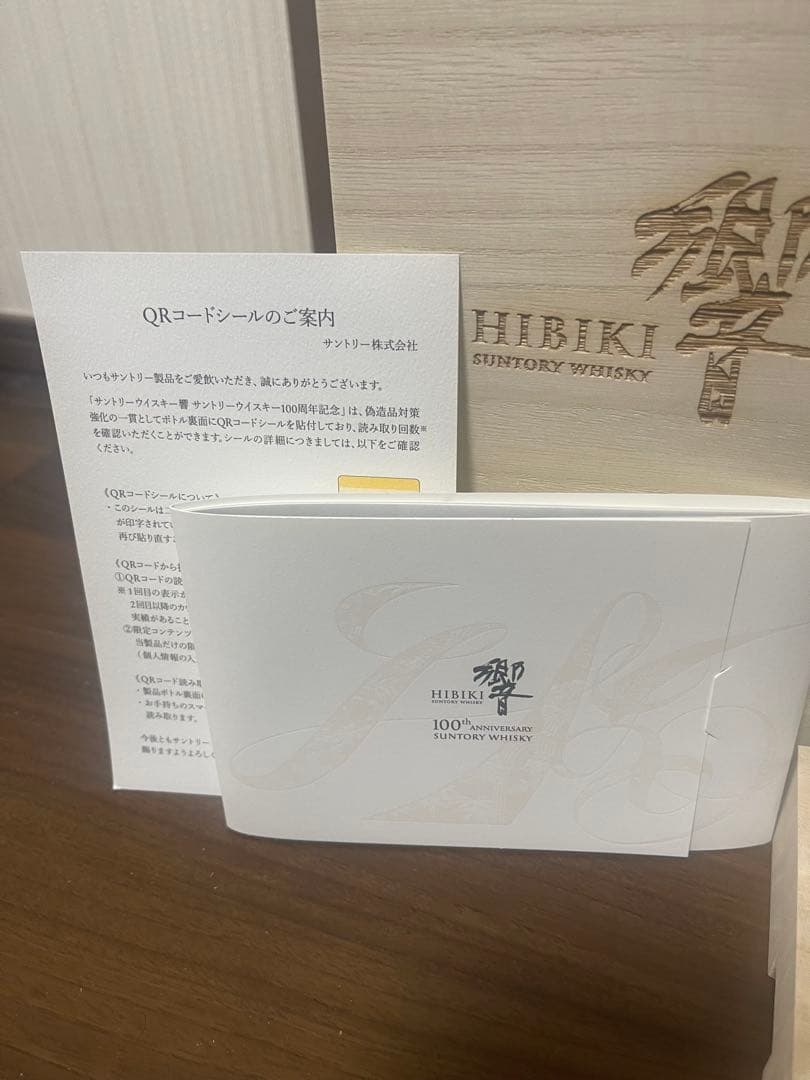 響
HIBIKI
SUNTORY WHISKY
QRコードシールのご案内
サントリー株式会社
いつもサントリー製品をご愛飲いただき、誠にありがとうございます。
「サントリーウイスキー響 サントリーウイスキー100周年記念」は、偽造品対策
強化の一貫としてボトル裏面にQRコードシールを貼付しており、読み取り回数※
を確認いただくことができます。シールの詳細につきましては、以下をご確認
ください。
《QRコードシールについて》
・このシールは
が印字されてい
再び貼り直すこ
《QRコードから
①QRコードの読
※1回目の表示が
2回目以降のか
実績があること
②限定コンテンツ
当製品だけの限
(個人情報の入
《QRコード読み取
・製品ボトル裏面
・お手持ちのスマ
読み取ります。
今後ともサントリー
賜りますようよろしく
響
HIBIKI
SUNTORY WHISKY
100th ANNIVERSARY
SUNTORY WHISKY